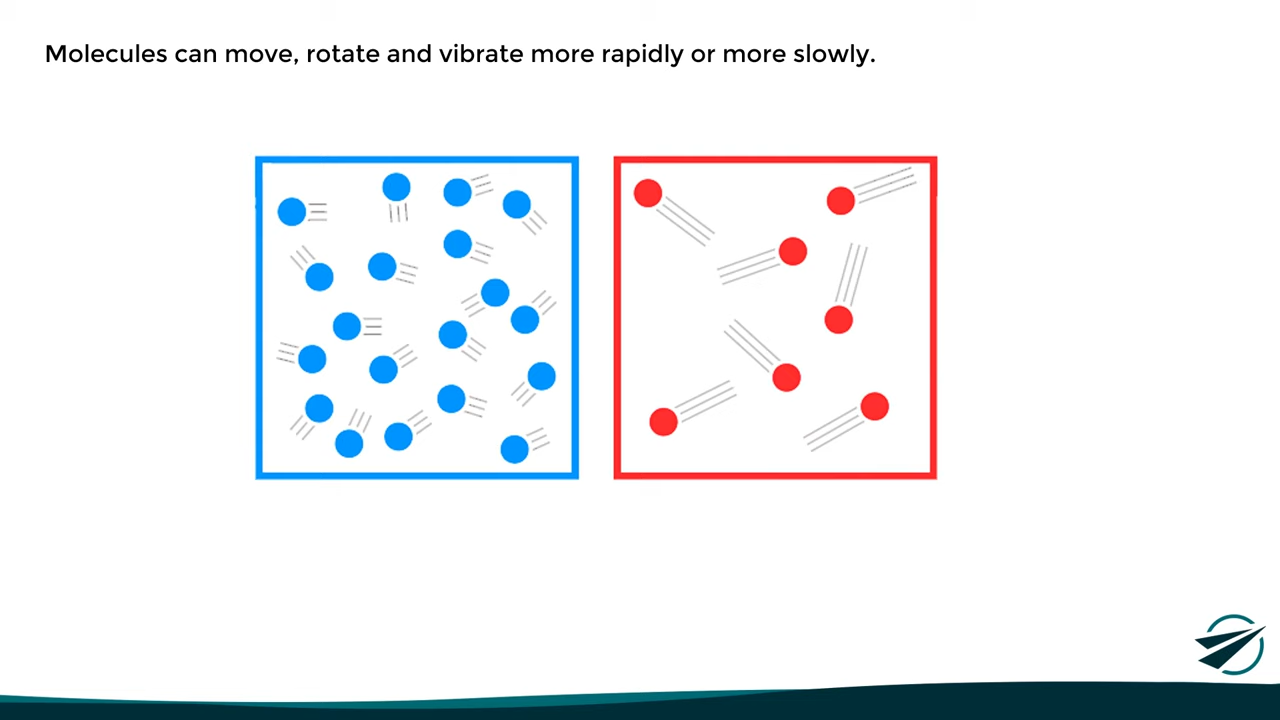 Molecules can move, rotate and vibrate more rapidly or more slowly.